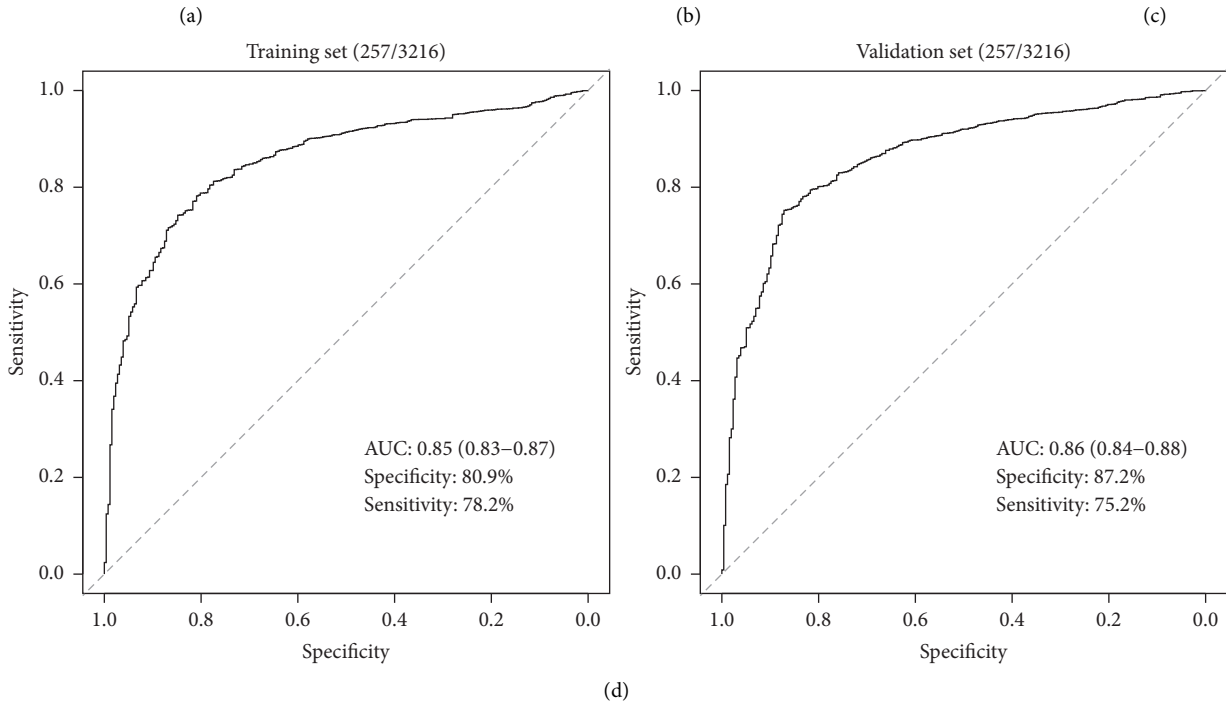 (a)
(b)
(c)
Training set (257/3216)
1.0
0.8
0.6
0.4
0.2
0.0
Sensitivity
AUC: 0.85 (0.83–0.87)
Specificity: 80.9%
Sensitivity: 78.2%
1.0
0.8
0.6
0.4
0.2
0.0
Specificity
Validation set (257/3216)
1.0
0.8
0.6
0.4
0.2
0.0
Sensitivity
AUC: 0.86 (0.84–0.88)
Specificity: 87.2%
Sensitivity: 75.2%
1.0
0.8
0.6
0.4
0.2
0.0
Specificity
(d)